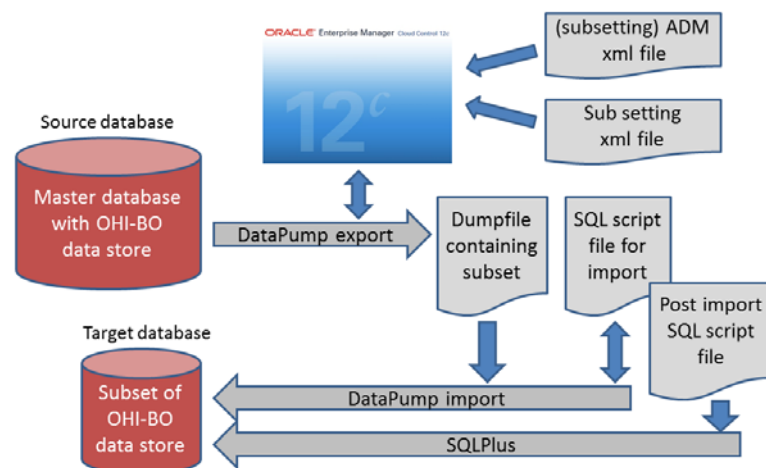 ORACLE Enterprise Manager Cloud Control 12c
12c
(subsetting) ADM
xml file
Sub setting
xml file
Source database
Master database
with OHI-BO
data store
DataPump export
Dumpfile
containing
subset
SQL script
file for
import
Post import
SQL script
file
Target database
Subset of
OHI-BO
data store
DataPump import
SQLPlus